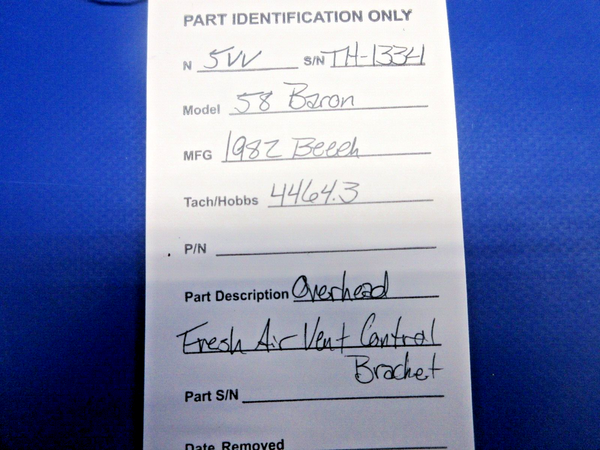 PART IDENTIFICATION ONLY
N 5VV S/N TH-1334
Model 58 Baron
MFG 1982 Beech
Tach/Hobbs 4464.3
P/N
Part Description Overhead
Fresh Air Vent Control
Bracket
Part S/N
Date Removed